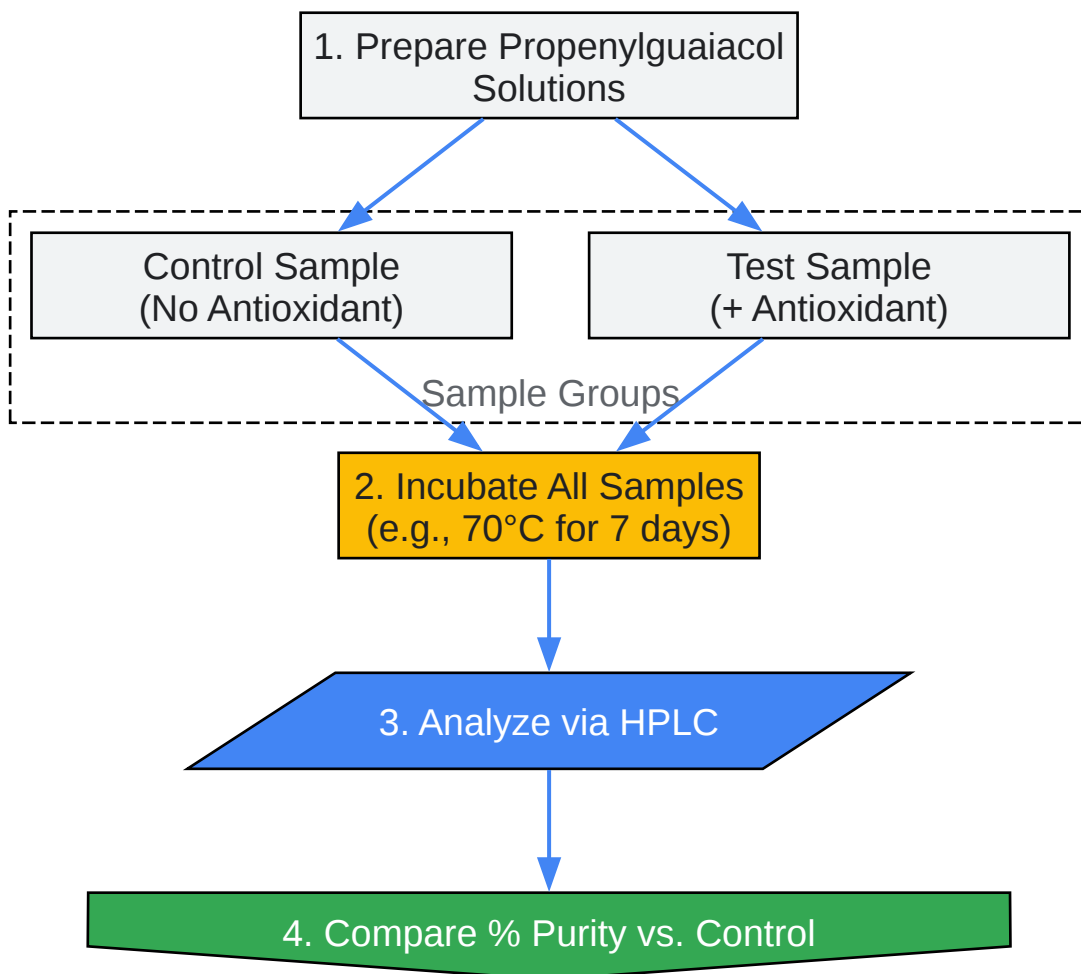 1. Prepare Propenylguaiacol
Solutions
Control Sample
(No Antioxidant)
Test Sample
(+ Antioxidant)
Sample Groups
2. Incubate All Samples
(e.g., 70°C for 7 days)
3. Analyze via HPLC
4. Compare % Purity vs. Control